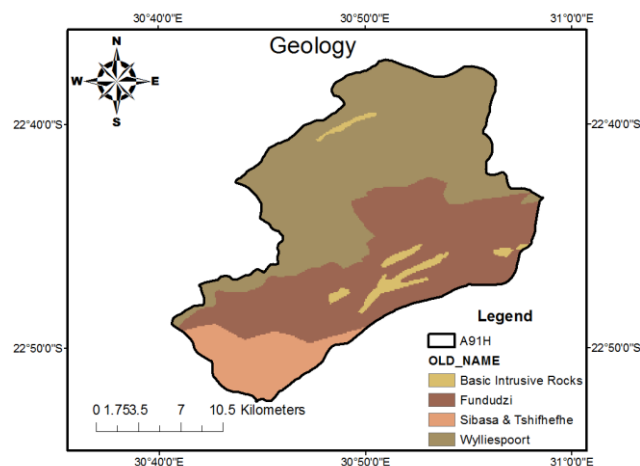 30°40'0"E 30°50'0"E 31°0'0"E
Geology
N
W E
S
22°40'0"S 22°40'0"S
22°50'0"S 22°50'0"S
Legend
A91H
OLD_NAME
Basic Intrusive Rocks
Fundudzi
Sibasa & Tshifhefhe
Wylliespoort
0 1.753.5 7 10.5 Kilometers
30°40'0"E 30°50'0"E 31°0'0"E